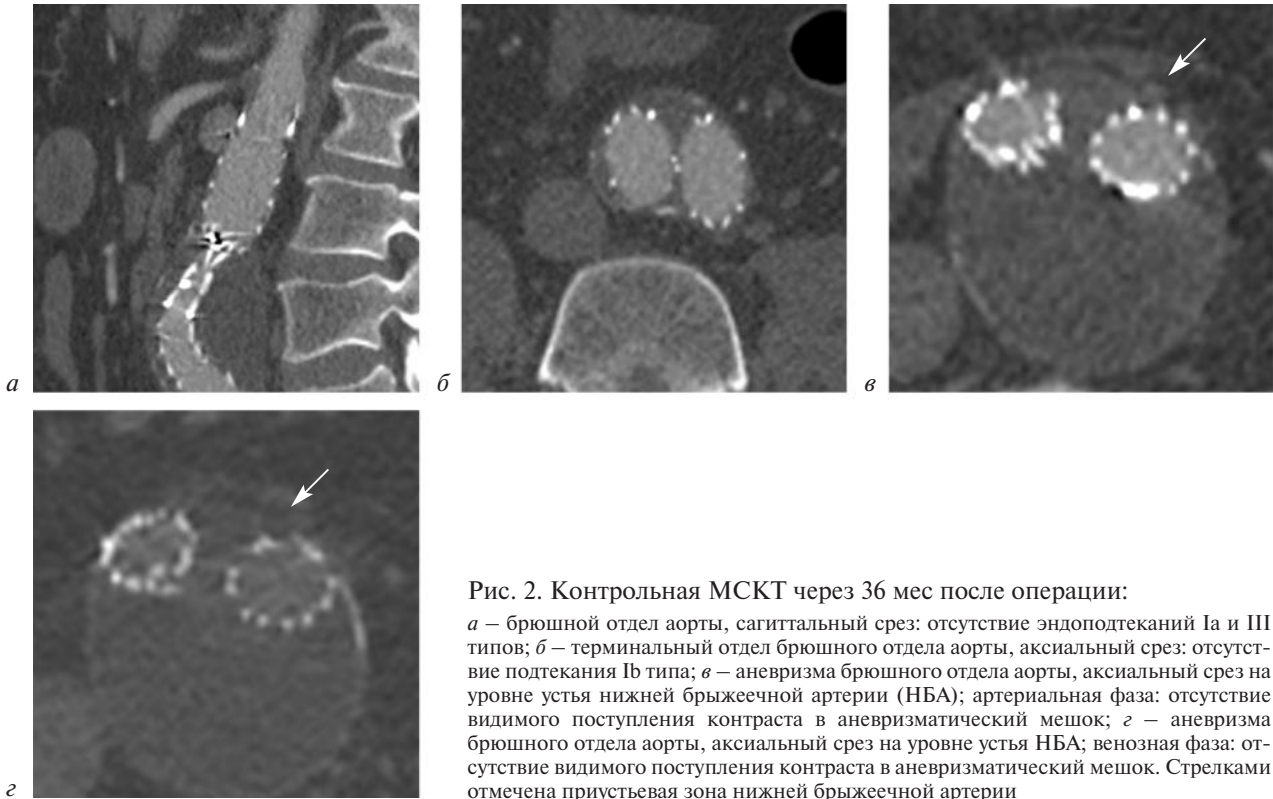 а
б
в
г
Рис. 2. Контрольная МСКТ через 36 мес после операции:
а – брюшной отдел аорты, сагиттальный срез: отсутствие эндоподтеканий Ia и III
типов; б – терминальный отдел брюшного отдела аорты, аксиальный срез: отсутст-
вие подтекания Ib типа; в – аневризма брюшного отдела аорты, аксиальный срез на
уровне устья нижней брыжеечной артерии (НБА); артериальная фаза: отсутствие
видимого поступления контраста в аневризматический мешок; г – аневризма
брюшного отдела аорты, аксиальный срез на уровне устья НБА; венозная фаза: от-
сутствие видимого поступления контраста в аневризматический мешок. Стрелками
отмечена приустьевая зона нижней брыжеечной артерии